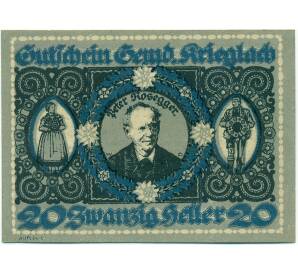 Gutschein Gemd. Krieglach
Peter Rosegger
20 Zwanzig Heller 20